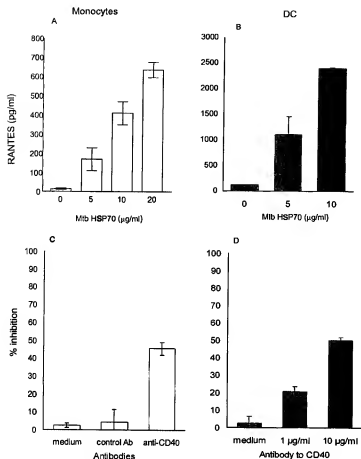 Monocytes
DC
A
B
RANTES (pg/ml)
800
700
600
500
400
300
200
100
0
0 5 10 20
Mtb HSP70 (μg/ml)
3000
2500
2000
1500
1000
500
0
0 5 10
Mtb HSP70 (μg/ml)
C
D
% inhibition
100
90
80
70
60
50
40
30
20
10
0
medium control Ab anti-CD40
Antibodies
100
90
80
70
60
50
40
30
20
10
0
medium 1 μg/ml 10 μg/ml
Antibody to CD40